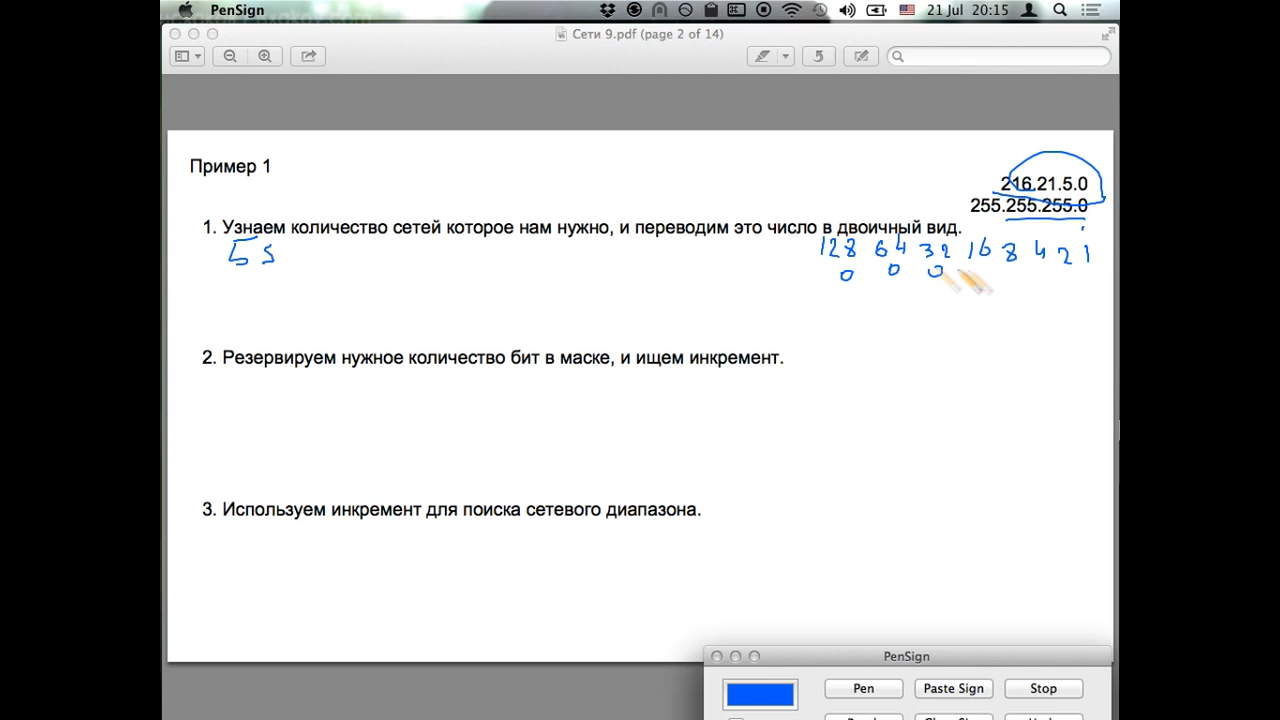 PenSign
21 Jul 20:15
Сети 9.pdf (page 2 of 14)
Пример 1
216.21.5.0
255.255.255.0
1. Узнаем количество сетей которое нам нужно, и переводим это число в двоичный вид.
5 5
128 64 32 16 8 4 2 1
0 0 0
2. Резервируем нужное количество бит в маске, и ищем инкремент.
3. Используем инкремент для поиска сетевого диапазона.
PenSign
Pen
Paste Sign
Stop